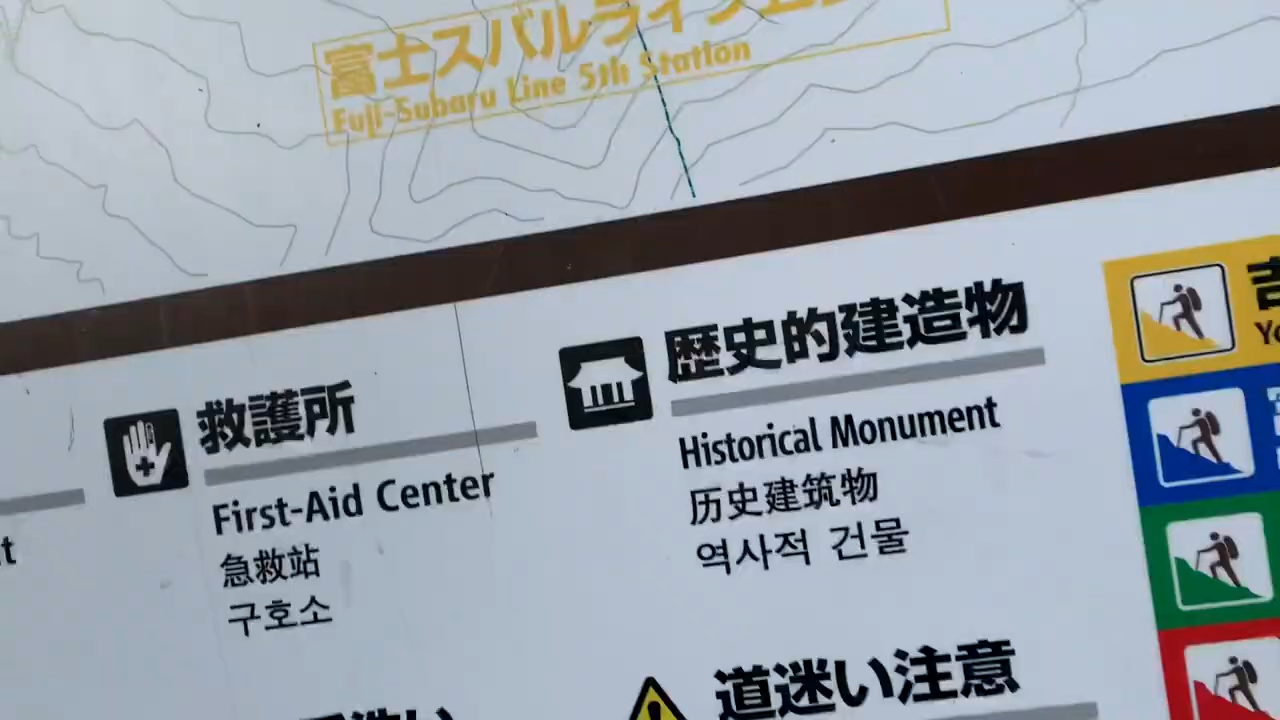 富士スバルライン
Fuji-Subaru Line 5th Station
救護所
First-Aid Center
急救站
구호소
歴史的建造物
Historical Monument
历史建筑物
역사적 건물
道迷い注意